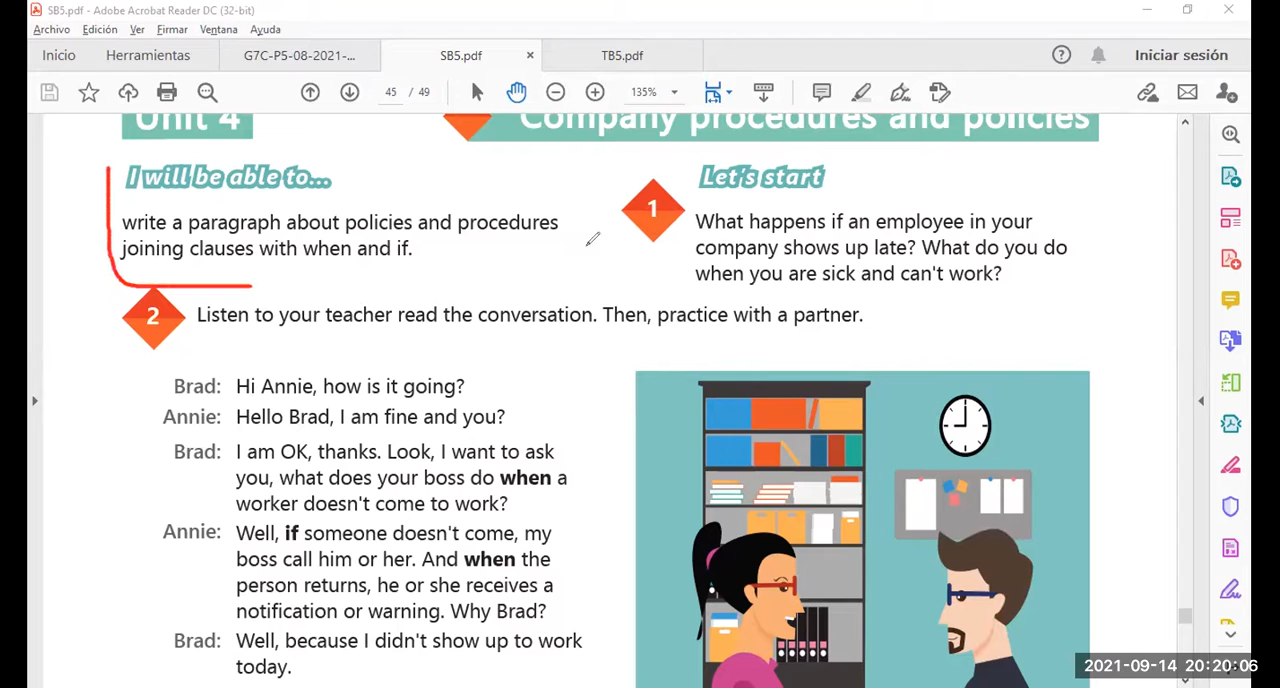 SB5.pdf - Adobe Acrobat Reader DC (32-bit)
Archivo Edición Ver Firmar Ventana Ayuda
Inicio Herramientas G7C-P5-08-2021-... SB5.pdf × TB5.pdf Iniciar sesión
45 / 49 135%
Unit 4 Company procedures and policies
I will be able to...
write a paragraph about policies and procedures
joining clauses with when and if.
Let's start
1
What happens if an employee in your
company shows up late? What do you do
when you are sick and can't work?
2 Listen to your teacher read the conversation. Then, practice with a partner.
Brad: Hi Annie, how is it going?
Annie: Hello Brad, I am fine and you?
Brad: I am OK, thanks. Look, I want to ask
you, what does your boss do when a
worker doesn't come to work?
Annie: Well, if someone doesn't come, my
boss call him or her. And when the
person returns, he or she receives a
notification or warning. Why Brad?
Brad: Well, because I didn't show up to work
today.
2021-09-14 20:20:06